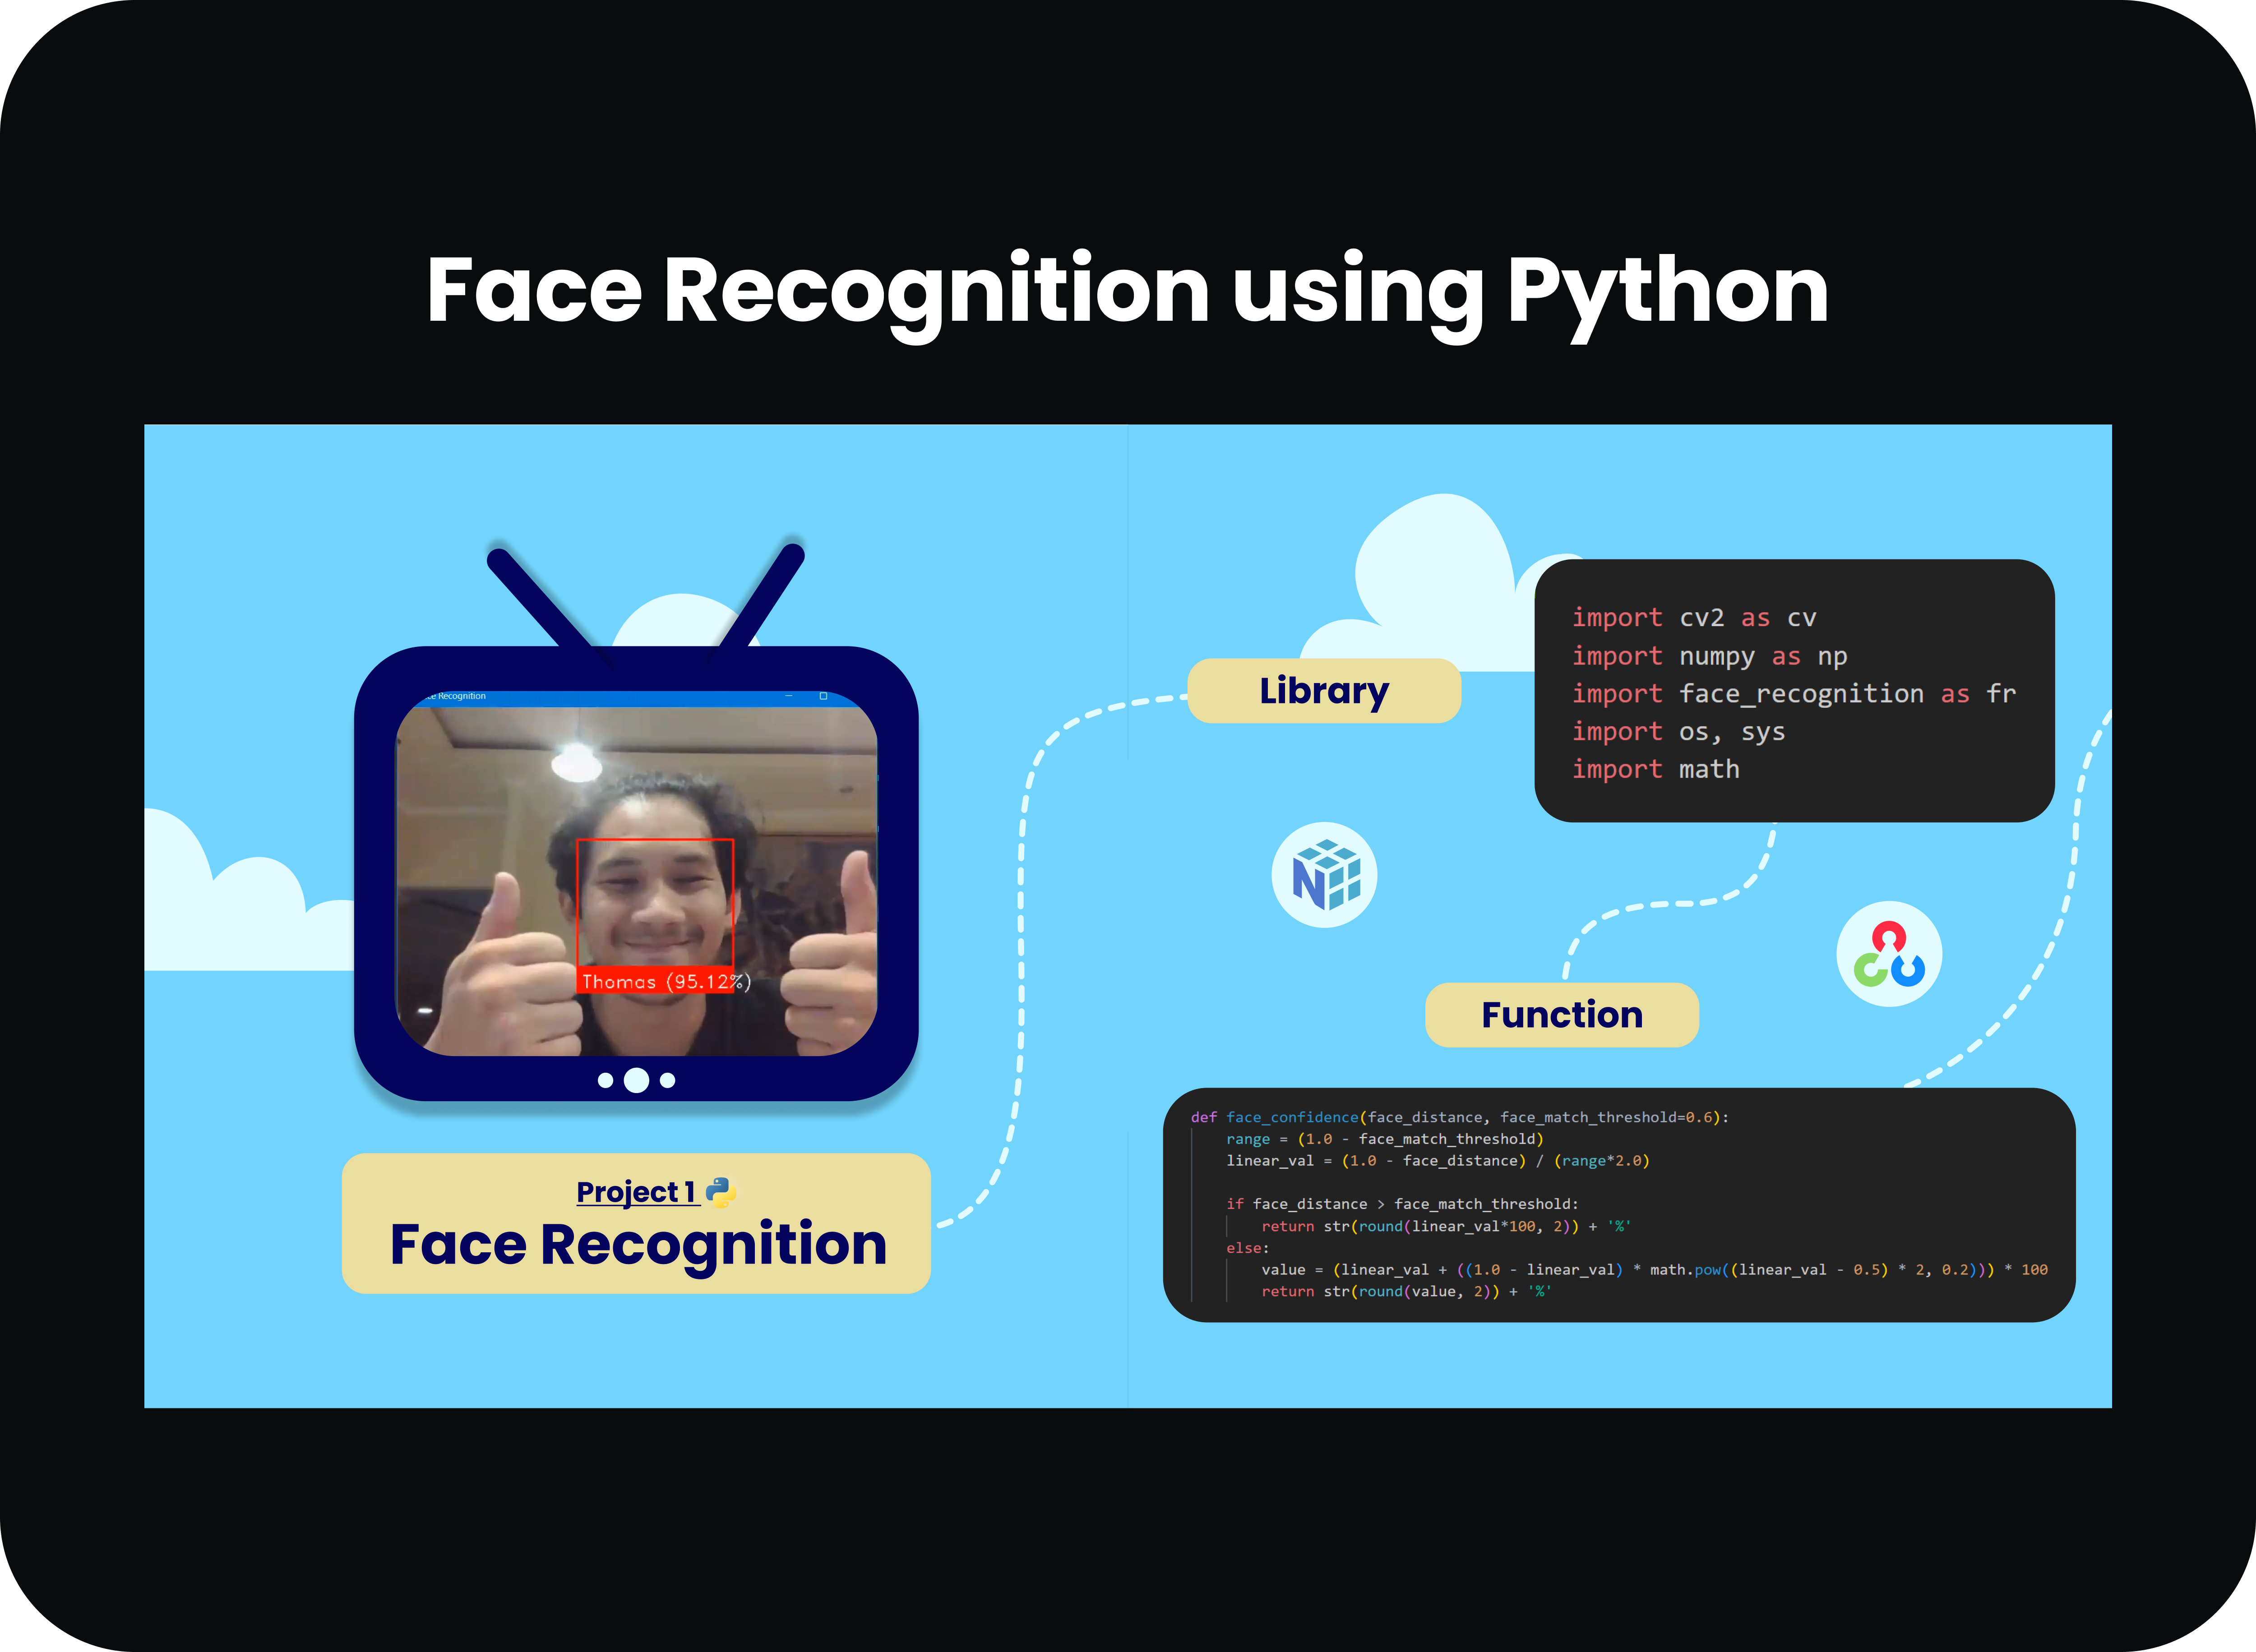 Face Recognition using Python
ce Recognition
Thomas (95.12%)
Project 1
Face Recognition
Library
import cv2 as cv
import numpy as np
import face_recognition as fr
import os, sys
import math
Function
def face_confidence(face_distance, face_match_threshold=0.6):
    range = (1.0 - face_match_threshold)
    linear_val = (1.0 - face_distance) / (range*2.0)
    if face_distance > face_match_threshold:
        return str(round(linear_val*100, 2)) + '%'
    else:
        value = (linear_val + ((1.0 - linear_val) * math.pow((linear_val - 0.5) * 2, 0.2))) * 100
        return str(round(value, 2)) + '%'